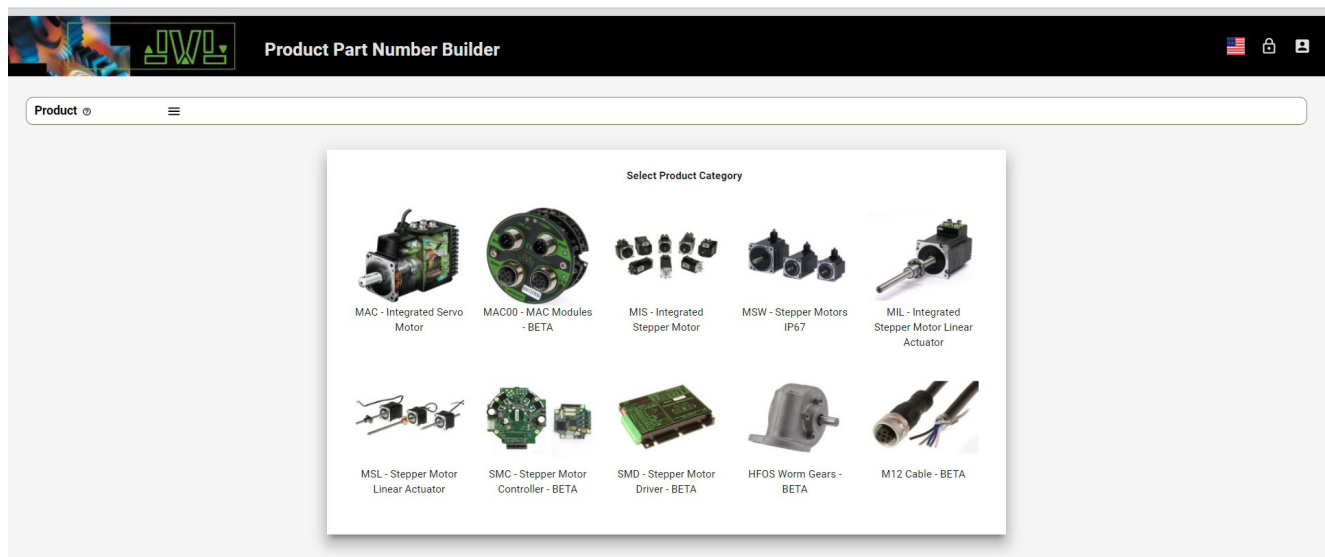 JVL
Product Part Number Builder
Product
Select Product Category
MAC - Integrated Servo
Motor
MAC00 - MAC Modules
- BETA
MIS - Integrated
Stepper Motor
MSW - Stepper Motors
IP67
MIL - Integrated
Stepper Motor Linear
Actuator
MSL - Stepper Motor
Linear Actuator
SMC - Stepper Motor
Controller - BETA
SMD - Stepper Motor
Driver - BETA
HFOS Worm Gears -
BETA
M12 Cable - BETA